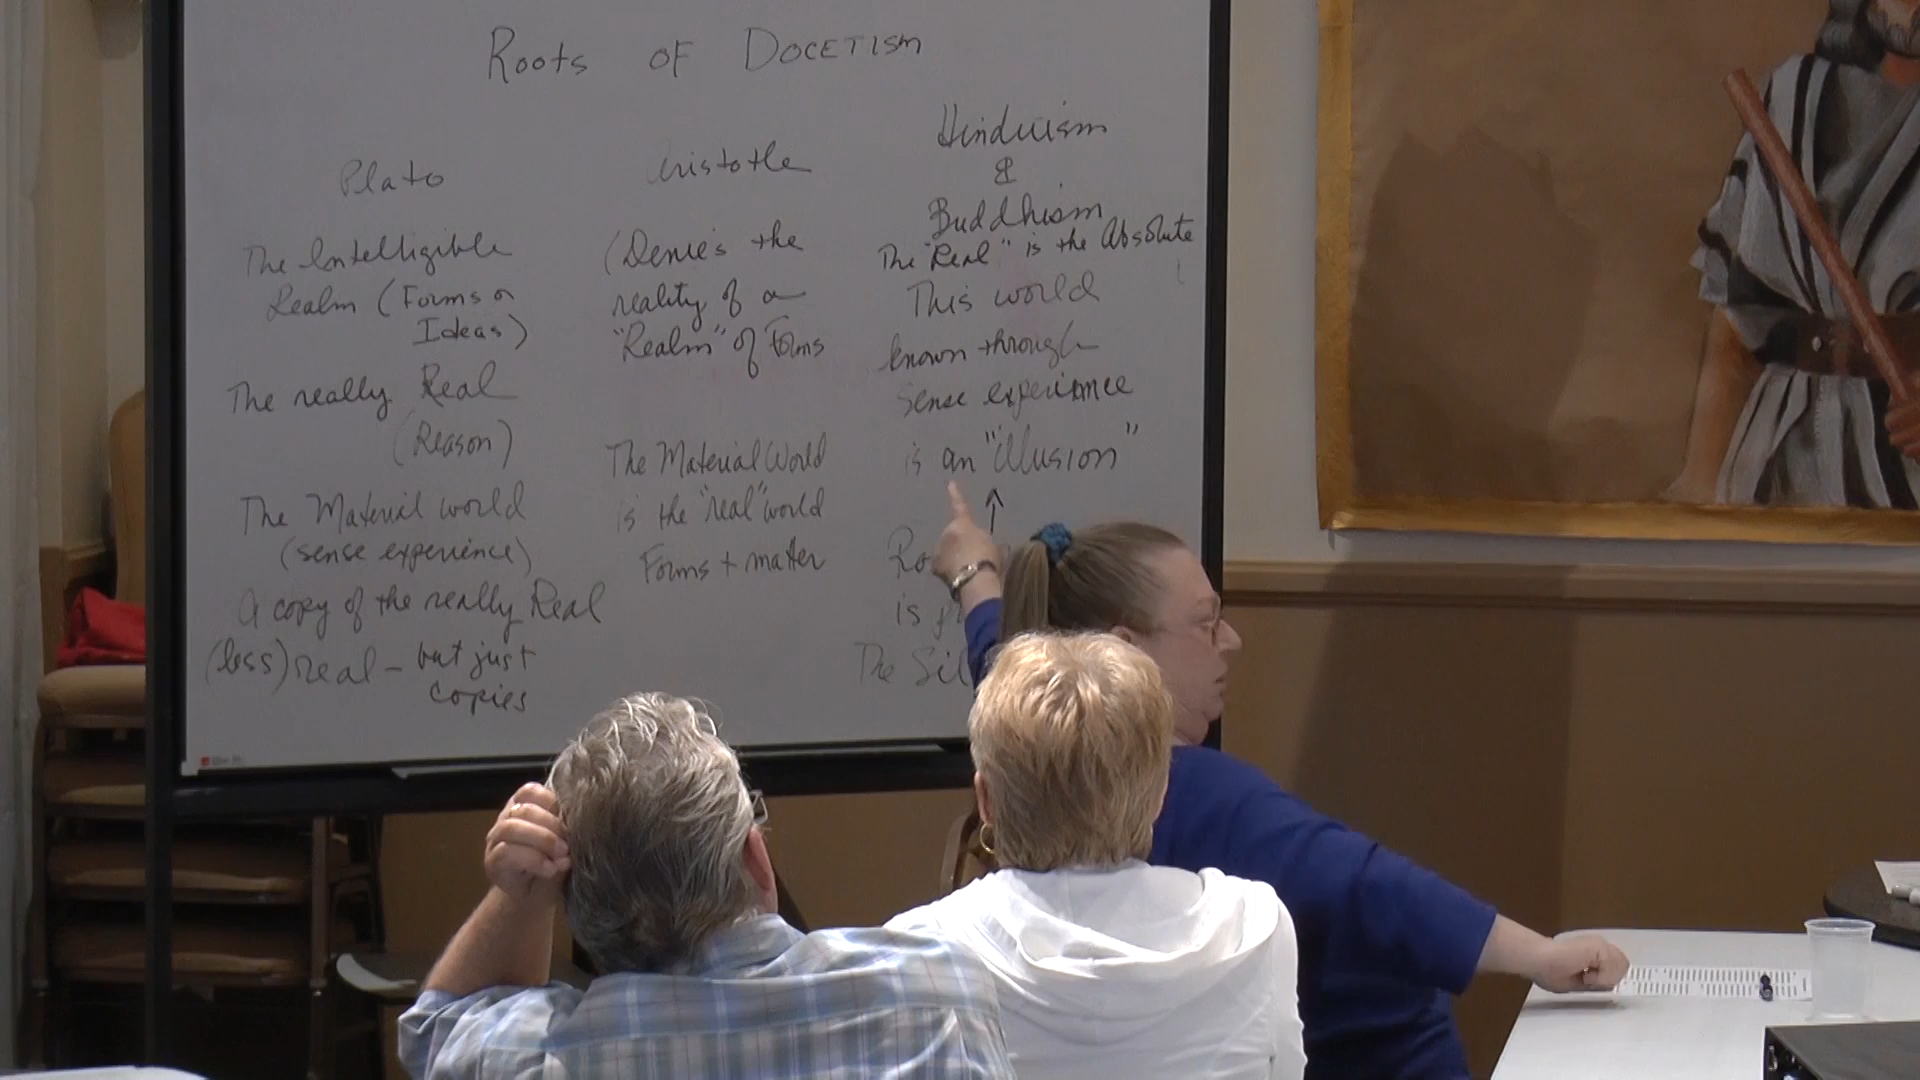 Roots of Docetism
Plato
The Intelligible
Realm (Forms or
Ideas)
The really Real
(Reason)
The Material world
(sense experience)
A copy of the really Real
(less) real - but just
copies
Aristotle
(Denie's the
reality of a
"Realm" of Forms
The Material World
is the "real" world
Forms + matter
Hinduism
&
Buddhism
The "Real" is the Absolute
This world
known through
sense experience
is an "illusion"
is
The